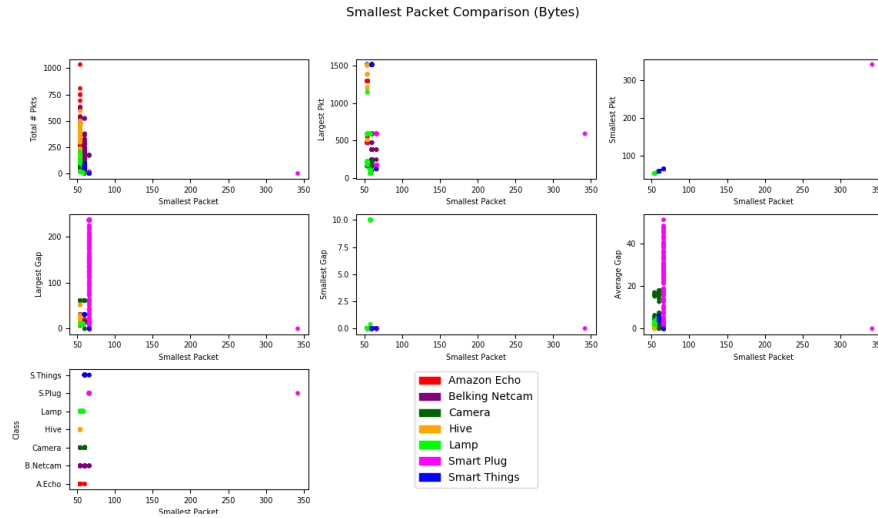 Smallest Packet Comparison (Bytes)
1000
750
500
250
0
Total # Pkts
50 100 150 200 250 300 350
Smallest Packet
1500
1000
500
0
Largest Pkt
50 100 150 200 250 300 350
Smallest Packet
300
200
100
Smallest Pkt
50 100 150 200 250 300 350
Smallest Packet
200
100
0
Largest Gap
50 100 150 200 250 300 350
Smallest Packet
10.0
7.5
5.0
2.5
0.0
Smallest Gap
50 100 150 200 250 300 350
Smallest Packet
40
20
0
Average Gap
50 100 150 200 250 300 350
Smallest Packet
S.Things
S.Plug
Lamp
Hive
Camera
B.Netcam
A.Echo
Class
50 100 150 200 250 300 350
Smallest Packet
Amazon Echo
Belking Netcam
Camera
Hive
Lamp
Smart Plug
Smart Things